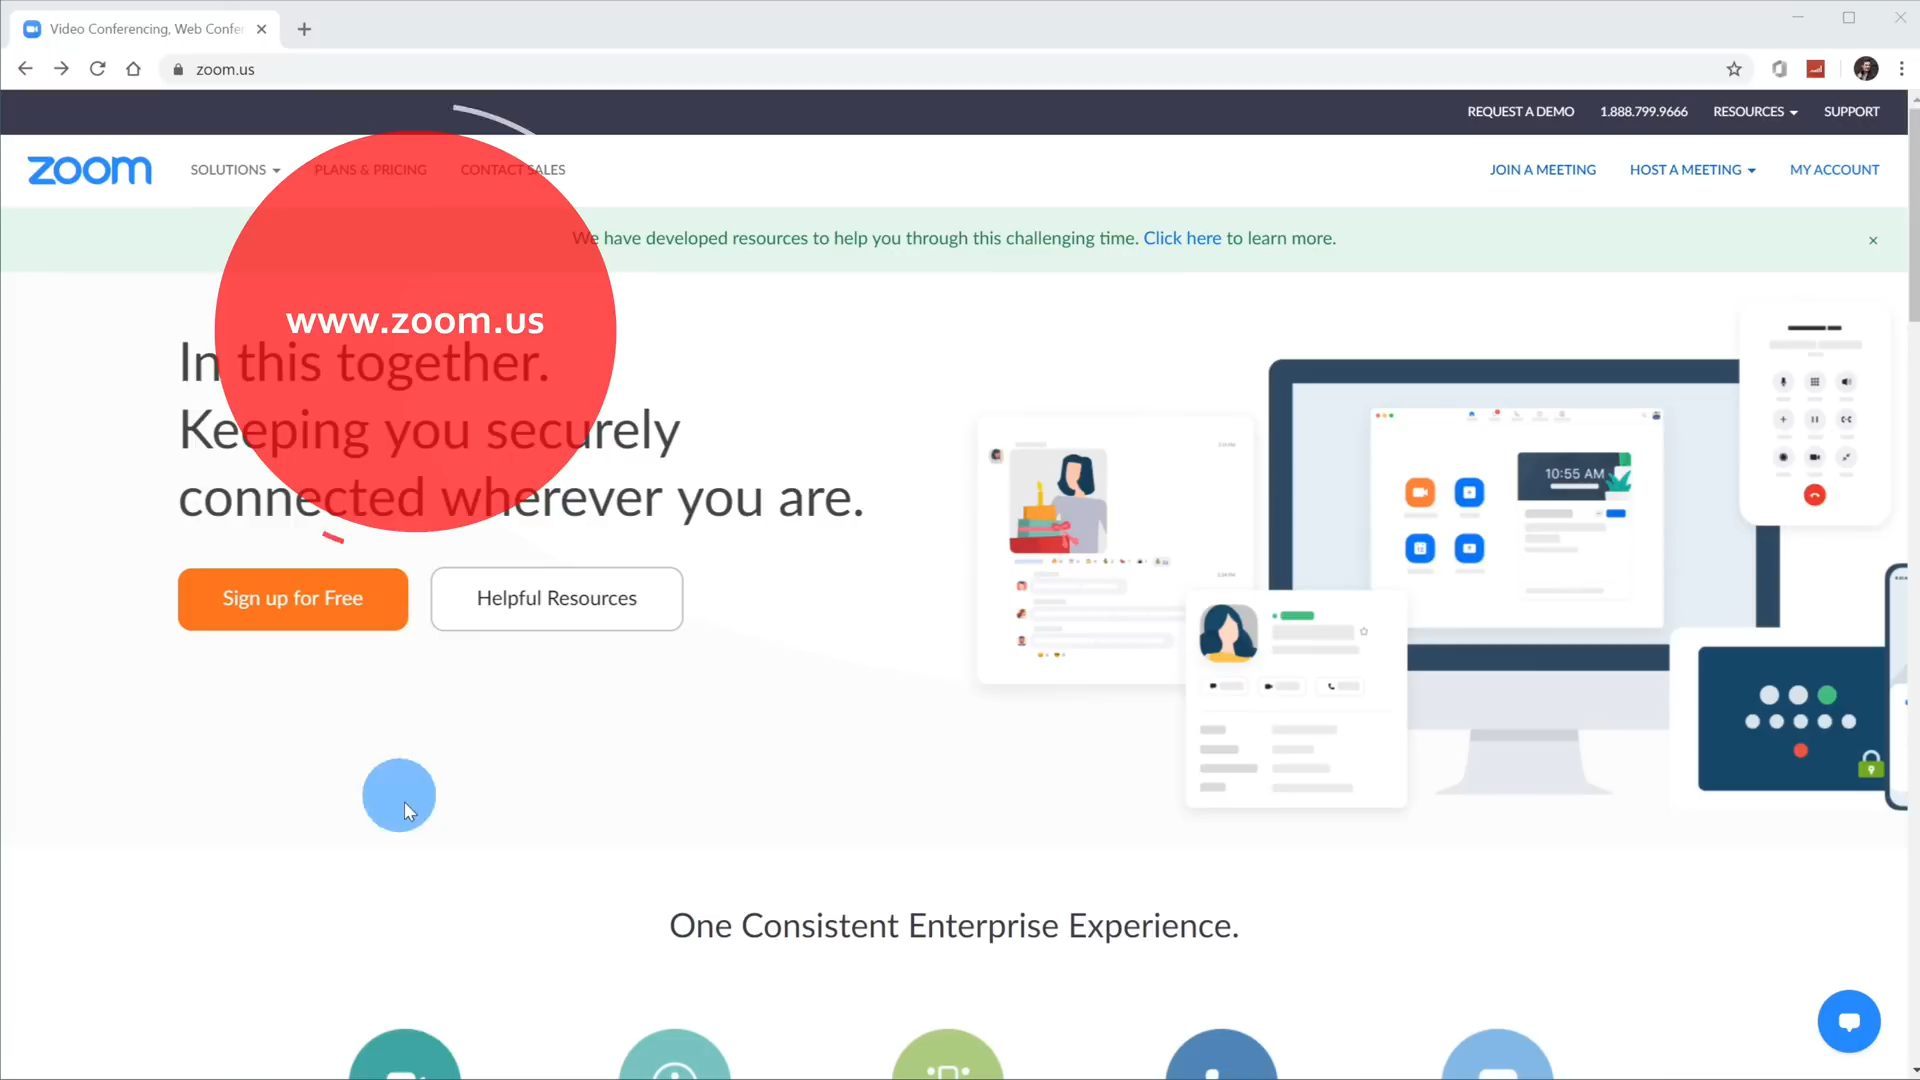 Video Conferencing, Web Confer
zoom.us
REQUEST A DEMO
1.888.799.9666
RESOURCES
SUPPORT
zoom
SOLUTIONS
PLANS & PRICING
CONTACT SALES
JOIN A MEETING
HOST A MEETING
MY ACCOUNT
We have developed resources to help you through this challenging time. Click here to learn more.
www.zoom.us
In this together.
Keeping you securely
connected wherever you are.
Sign up for Free
Helpful Resources
10:55 AM
One Consistent Enterprise Experience.